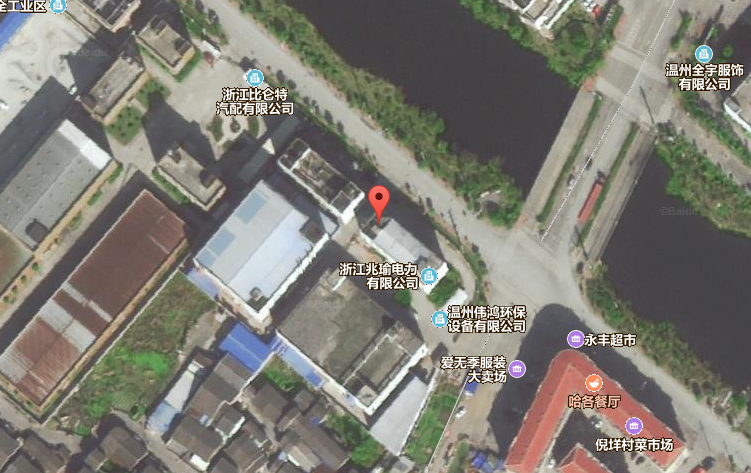 全工业区
Baidu
温州全宇服饰
有限公司
浙江比仑特
汽配有限公司
©Baidu
浙江兆瑜电力
有限公司
温州伟鸿环保
设备有限公司
永丰超市
爱无季服装
大卖场
哈各餐厅
倪垟村菜市场